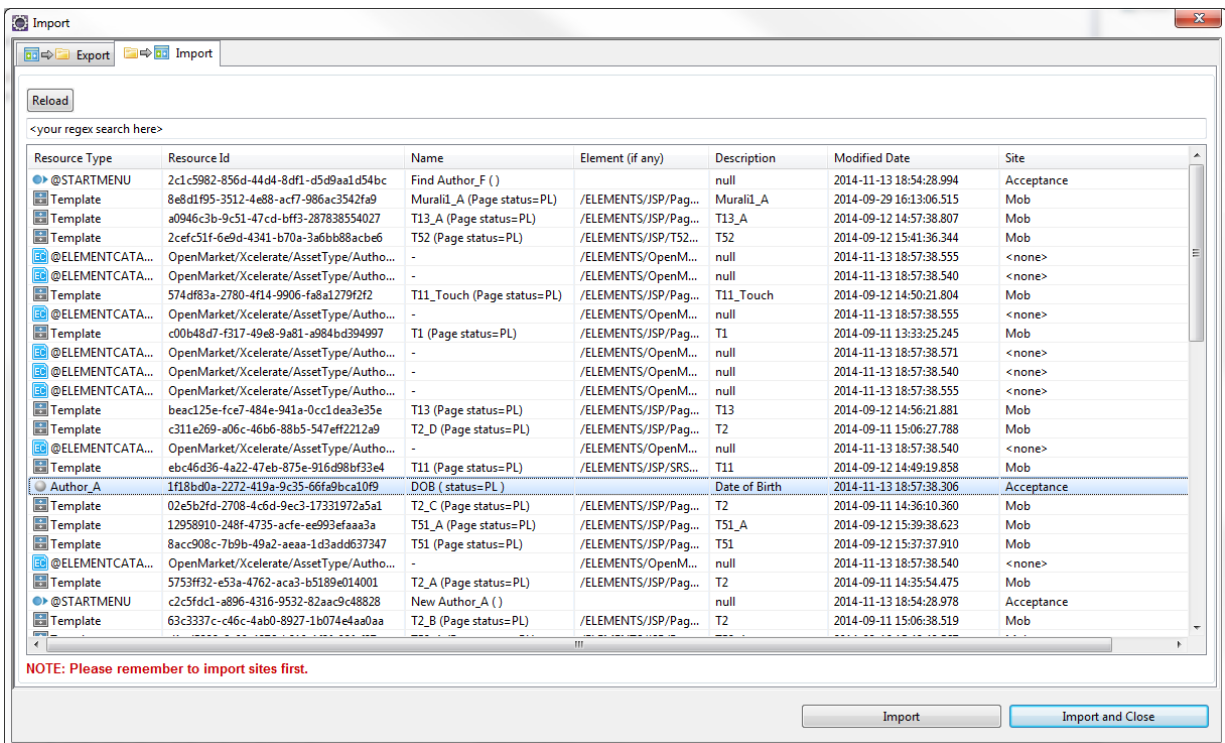 Import
Export Import
Reload
<your regex search here>
Resource Type Resource Id Name Element (if any) Description Modified Date Site
@STARTMENU 2c1c5982-856d-44d4-8df1-d5d9aa1d54bc Find Author_F ( ) null 2014-11-13 18:54:28.994 Acceptance
Template 8e8d1f95-3512-4e88-acf7-986ac3542fa9 Murali1_A (Page status=PL) /ELEMENTS/JSP/Pag... Murali1_A 2014-09-29 16:13:06.515 Mob
Template a0946c3b-9c51-47cd-bff3-287838554027 T13_A (Page status=PL) /ELEMENTS/JSP/Pag... T13_A 2014-09-12 14:57:38.807 Mob
Template 2cefc51f-6e9d-4341-b70a-3a6bb88acbe6 T52 (Page status=PL) /ELEMENTS/JSP/T52... T52 2014-09-12 15:41:36.344 Mob
EC @ELEMENTCATA... OpenMarket/Xcelerate/AssetType/Autho... - /ELEMENTS/OpenM... null 2014-11-13 18:57:38.555 <none>
EC @ELEMENTCATA... OpenMarket/Xcelerate/AssetType/Autho... - /ELEMENTS/OpenM... null 2014-11-13 18:57:38.540 <none>
Template 574df83a-2780-4f14-9906-fa8a1279f2f2 T11_Touch (Page status=PL) /ELEMENTS/JSP/Pag... T11_Touch 2014-09-12 14:50:21.804 Mob
EC @ELEMENTCATA... OpenMarket/Xcelerate/AssetType/Autho... - /ELEMENTS/OpenM... null 2014-11-13 18:57:38.555 <none>
Template c00b48d7-f317-49e8-9a81-a984bd394997 T1 (Page status=PL) /ELEMENTS/JSP/Pag... T1 2014-09-11 13:33:25.245 Mob
EC @ELEMENTCATA... OpenMarket/Xcelerate/AssetType/Autho... - /ELEMENTS/OpenM... null 2014-11-13 18:57:38.571 <none>
EC @ELEMENTCATA... OpenMarket/Xcelerate/AssetType/Autho... - /ELEMENTS/OpenM... null 2014-11-13 18:57:38.540 <none>
EC @ELEMENTCATA... OpenMarket/Xcelerate/AssetType/Autho... - /ELEMENTS/OpenM... null 2014-11-13 18:57:38.555 <none>
Template beac125e-fce7-484e-941a-0cc1dea3e35e T13 (Page status=PL) /ELEMENTS/JSP/Pag... T13 2014-09-12 14:56:21.881 Mob
Template c311e269-a06c-46b6-88b5-547eff2212a9 T2_D (Page status=PL) /ELEMENTS/JSP/Pag... T2 2014-09-11 15:06:27.788 Mob
EC @ELEMENTCATA... OpenMarket/Xcelerate/AssetType/Autho... - /ELEMENTS/OpenM... null 2014-11-13 18:57:38.540 <none>
Template ebc46d36-4a22-47eb-875e-916d98bf33e4 T11 (Page status=PL) /ELEMENTS/JSP/SRS... T11 2014-09-12 14:49:19.858 Mob
Author_A 1f18bd0a-2272-419a-9c35-66fa9bca10f9 DOB ( status=PL ) Date of Birth 2014-11-13 18:57:38.306 Acceptance
Template 02e5b2fd-2708-4c6d-9ec3-17331972a5a1 T2_C (Page status=PL) /ELEMENTS/JSP/Pag... T2 2014-09-11 14:36:10.360 Mob
Template 12958910-248f-4735-acfe-ee993efaaa3a T51_A (Page status=PL) /ELEMENTS/JSP/Pag... T51_A 2014-09-12 15:39:38.623 Mob
Template 8acc908c-7b9b-49a2-aeaa-1d3add637347 T51 (Page status=PL) /ELEMENTS/JSP/Pag... T51 2014-09-12 15:37:37.910 Mob
EC @ELEMENTCATA... OpenMarket/Xcelerate/AssetType/Autho... - /ELEMENTS/OpenM... null 2014-11-13 18:57:38.540 <none>
Template 5753ff32-e53a-4762-aca3-b5189e014001 T2_A (Page status=PL) /ELEMENTS/JSP/Pag... T2 2014-09-11 14:35:54.475 Mob
@STARTMENU c2c5fdc1-a896-4316-9532-82aac9c48828 New Author_A ( ) null 2014-11-13 18:54:28.978 Acceptance
Template 63c3337c-c46c-4ab0-8927-1b074e4aa0aa T2_B (Page status=PL) /ELEMENTS/JSP/Pag... T2 2014-09-11 15:06:38.519 Mob
NOTE: Please remember to import sites first.
Import Import and Close